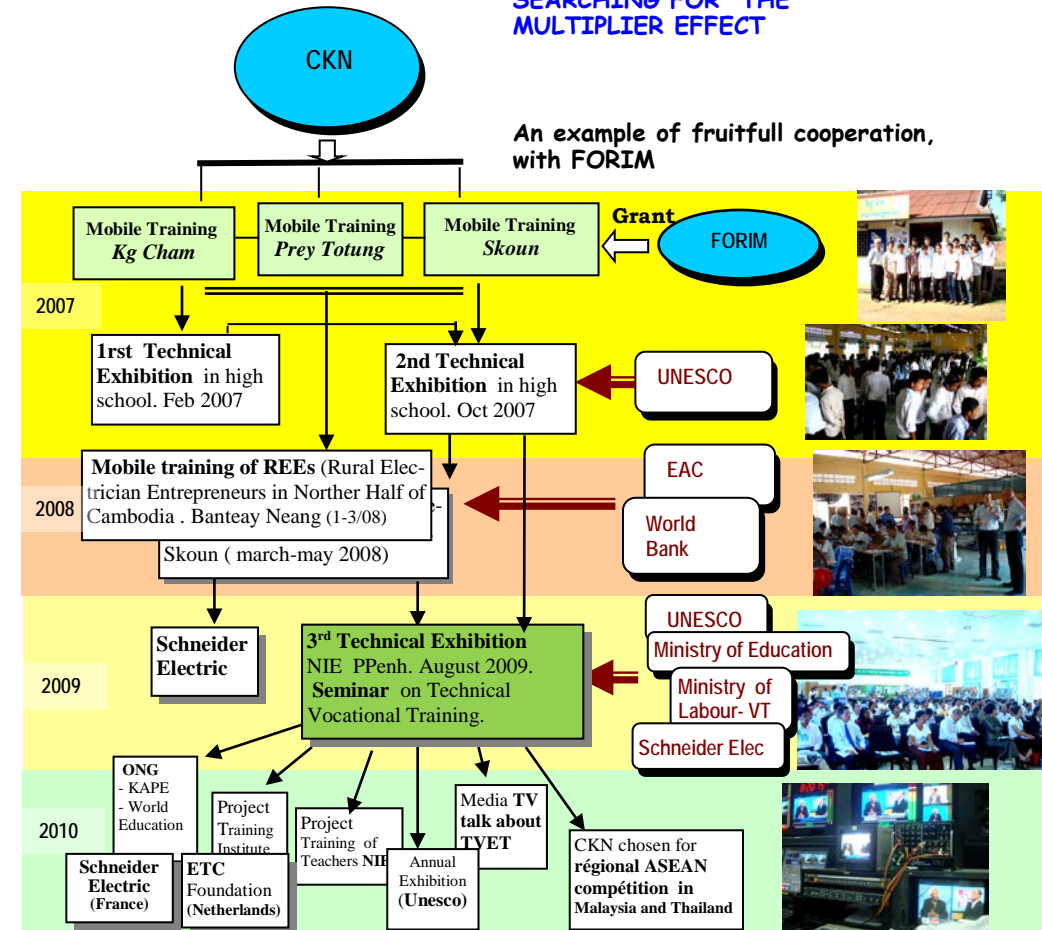 SEARCHING FOR THE
MULTIPLIER EFFECT
CKN
An example of fruitfull cooperation,
with FORIM
Mobile Training
Kg Cham
Mobile Training
Prey Totung
Mobile Training
Skoun
Grant
FORIM
2007
1rst Technical
Exhibition in high
school. Feb 2007
2nd Technical
Exhibition in high
school. Oct 2007
UNESCO
Mobile training of REEs (Rural Elec-
trician Entrepreneurs in Norther Half of
Cambodia . Banteay Neang (1-3/08)
Skoun ( march-may 2008)
2008
EAC
World
Bank
Schneider
Electric
3rd Technical Exhibition
NIE PPenh. August 2009.
Seminar on Technical
Vocational Training.
2009
UNESCO
Ministry of Education
Ministry of
Labour- VT
Schneider Elec
2010
ONG
- KAPE
- World
Education
Schneider
Electric
(France)
Project
Training
Institute
ETC
Foundation
(Netherlands)
Project
Training of
Teachers NIE
Annual
Exhibition
(Unesco)
Media TV
talk about
TVET
CKN chosen for
régional ASEAN
compétition in
Malaysia and Thailand